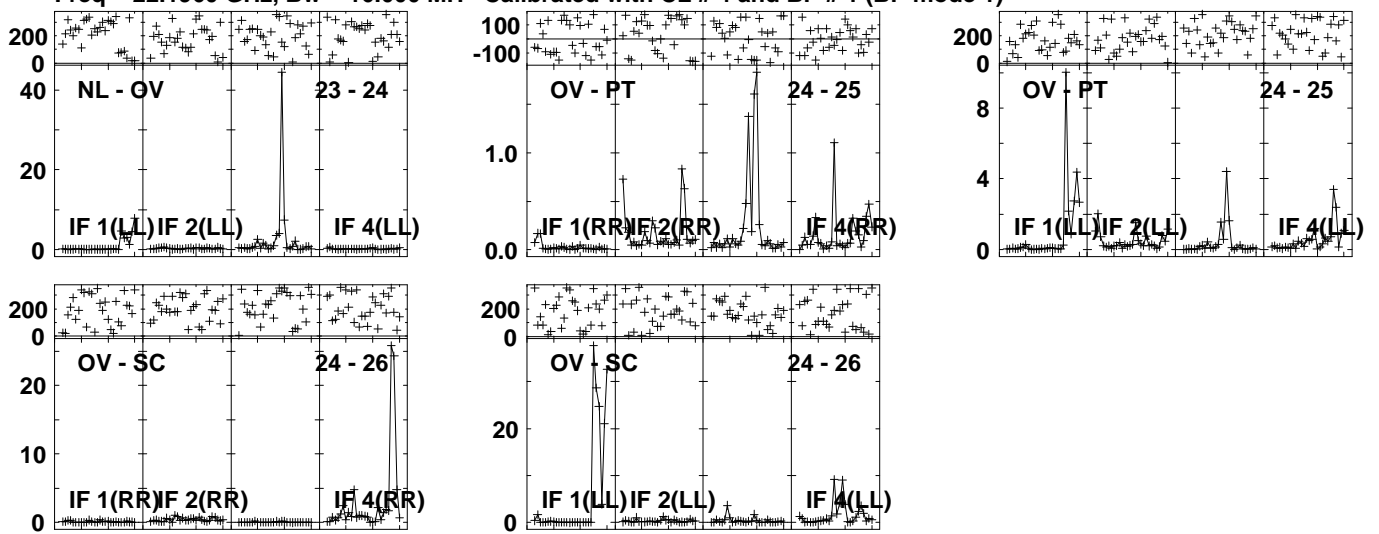 200
0
NL - OV 23 - 24
40
20
0
IF 1(LL) IF 2(LL) IF 4(LL)
100
-100
OV - PT 24 - 25
1.0
0.0
IF 1(RR) IF 2(RR) IF 4(RR)
200
0
OV - PT 24 - 25
8
4
0
IF 1(LL) IF 2(LL) IF 4(LL)
200
0
OV - SC 24 - 26
20
10
0
IF 1(RR) IF 2(RR) IF 4(RR)
200
0
OV - SC 24 - 26
20
0
IF 1(LL) IF 2(LL) IF 4(LL)